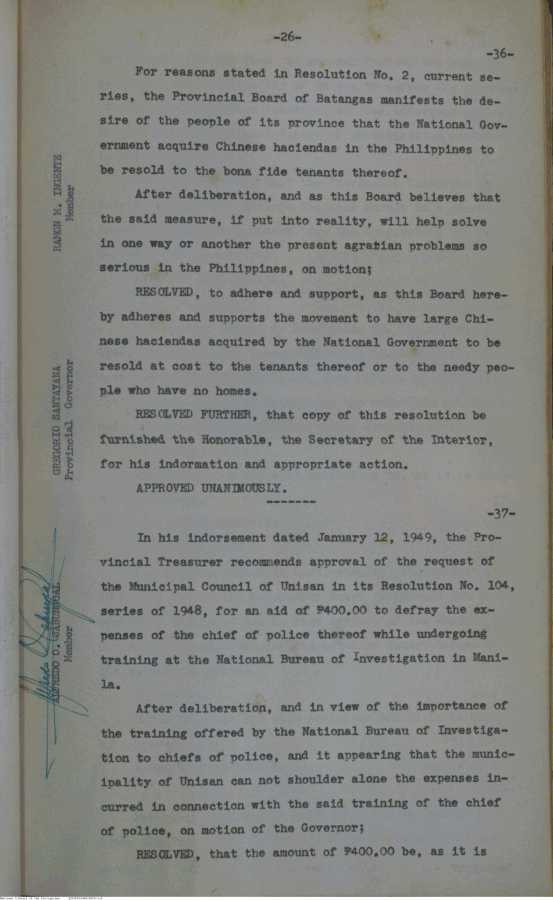 -26-
-36-
For reasons stated in Resolution No. 2, current se-
ries, the Provincial Board of Batangas manifests the de-
sire of the people of its province that the National Gov-
ernment acquire Chinese haciendas in the Philippines to
be resold to the bona fide tenants thereof.
After deliberation, and as this Board believes that
the said measure, if put into reality, will help solve
in one way or another the present agratian problems so
serious in the Philippines, on motion;
RESOLVED, to adhere and support, as this Board here-
by adheres and supports the movement to have large Chi-
nese haciendas acquired by the National Government to be
resold at cost to the tenants thereof or to the needy peo-
ple who have no homes.
RESOLVED FURTHER, that copy of this resolution be
furnished the Honorable, the Secretary of the Interior,
for his indormation and appropriate action.
APPROVED UNANIMOUSLY.
-------
-37-
In his indorsement dated January 12, 1949, the Pro-
vincial Treasurer recommends approval of the request of
the Municipal Council of Unisan in its Resolution No. 104,
series of 1948, for an aid of ₱400.00 to defray the ex-
penses of the chief of police thereof while undergoing
training at the National Bureau of Investigation in Mani-
la.
After deliberation, and in view of the importance of
the training offered by the National Bureau of Investiga-
tion to chiefs of police, and it appearing that the munic-
ipality of Unisan can not shoulder alone the expenses in-
curred in connection with the said training of the chief
of police, on motion of the Governor;
RESOLVED, that the amount of ₱400.00 be, as it is
RAMON M. INGENTE
Member
GREGORIO SANTAYANA
Provincial Governor
ALFREDO D.
Member
National Library of the Philippines